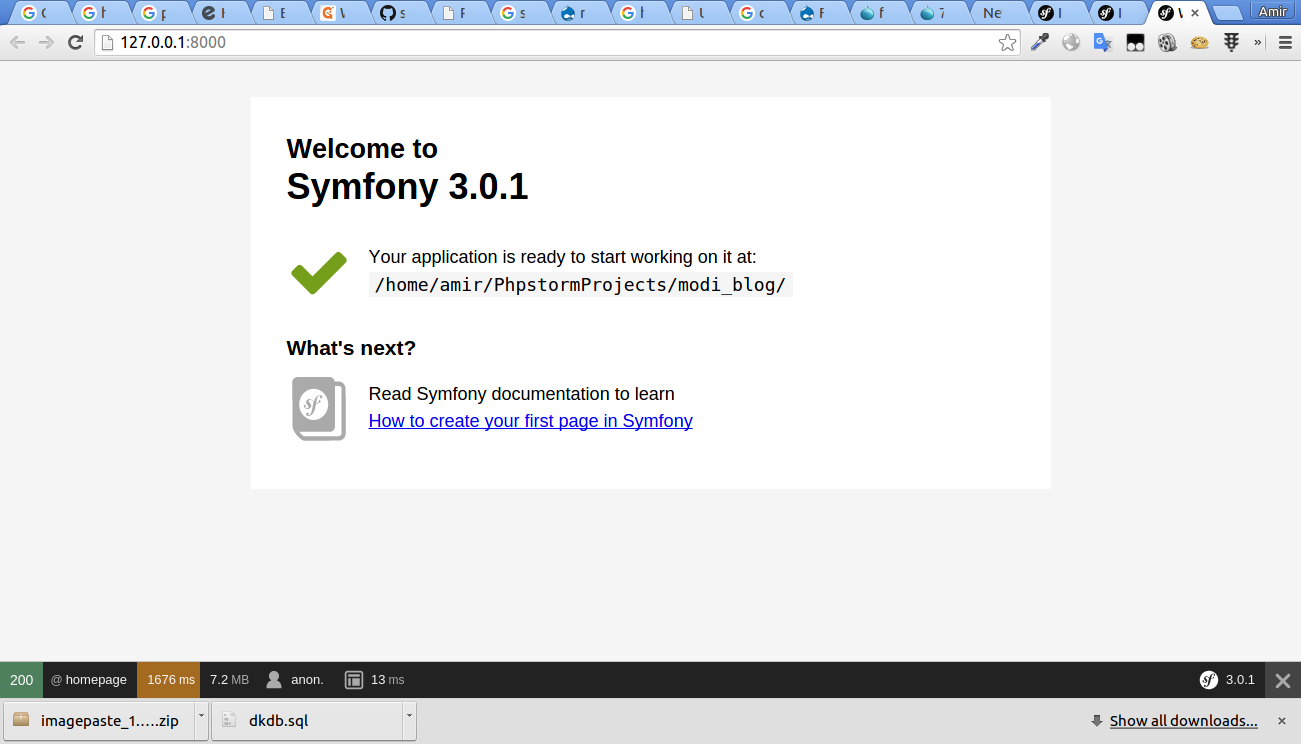 Ne
Amir
127.0.0.1:8000
Welcome to
Symfony 3.0.1
Your application is ready to start working on it at:
/home/amir/PhpstormProjects/modi_blog/
What's next?
sf
Read Symfony documentation to learn
How to create your first page in Symfony
200 @ homepage 1676 ms 7.2 MB anon. 13 ms sf 3.0.1
imagepaste_1.....zip dkdb.sql Show all downloads...